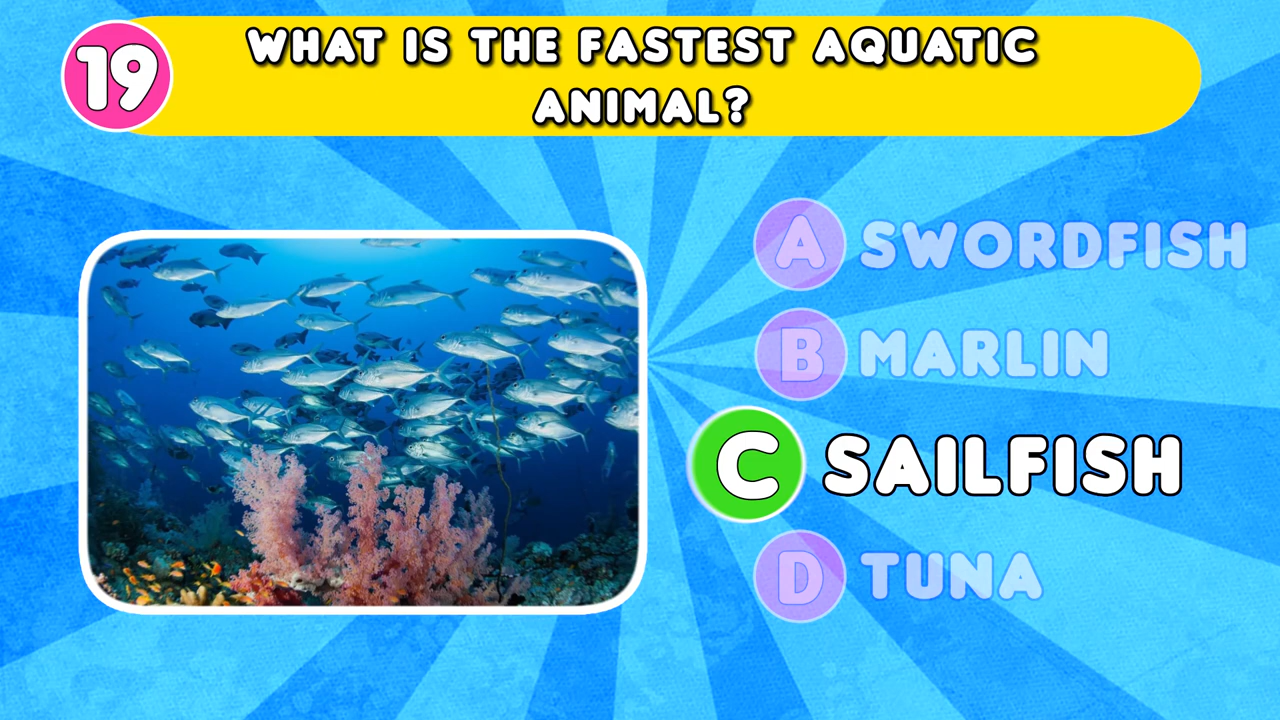 19
WHAT IS THE FASTEST AQUATIC
ANIMAL?
A SWORDFISH
B MARLIN
C SAILFISH
D TUNA